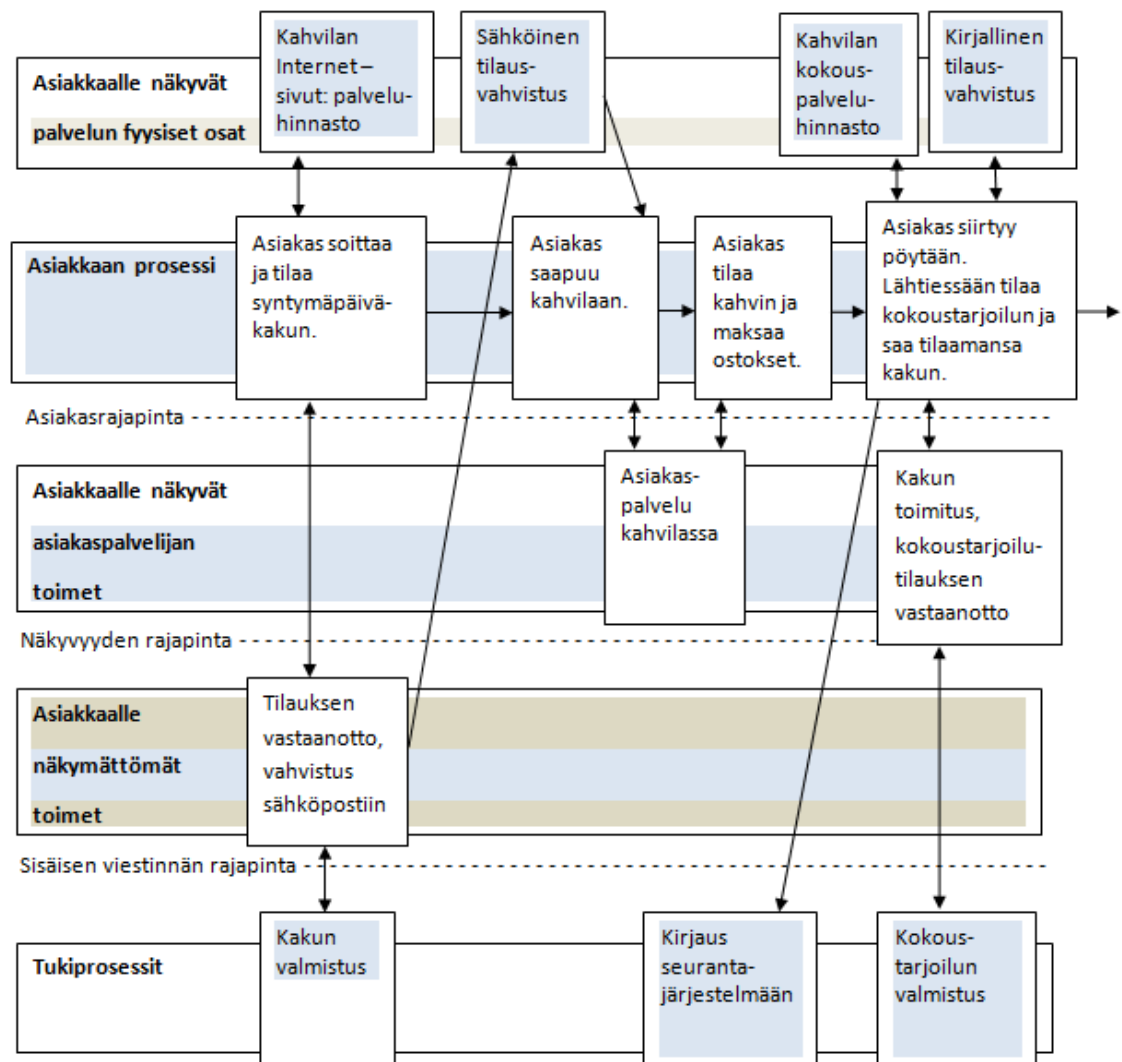 Asiakkaalle näkyvät
palvelun fyysiset osat
Kahvilan
Internet–
sivut: palvelu-
hinnasto
Sähköinen
tilaus-
vahvistus
Kahvilan
kokous-
palvelu-
hinnasto
Kirjallinen
tilaus-
vahvistus
Asiakkaan prosessi
Asiakas soittaa
ja tilaa
syntymäpäivä-
kakun.
Asiakas
saapuu
kahvilaan.
Asiakas
tilaa
kahvin ja
maksaa
ostokset.
Asiakas siirtyy
pöytään.
Lähtiessään tilaa
kokoustarjoilun ja
saa tilaamansa
kakun.
Asiakasrajapinta
Asiakkaalle näkyvät
asiakaspalvelijan
toimet
Asiakas-
palvelu
kahvilassa
Kakun
toimitus,
kokoustarjoilu-
tilauksen
vastaanotto
Näkyvyyden rajapinta
Asiakkaalle
näkymättömät
toimet
Tilauksen
vastaanotto,
vahvistus
sähköpostiin
Sisäisen viestinnän rajapinta
Tukiprosessit
Kakun
valmistus
Kirjaus
seuranta-
järjestelmään
Kokous-
tarjoilun
valmistus